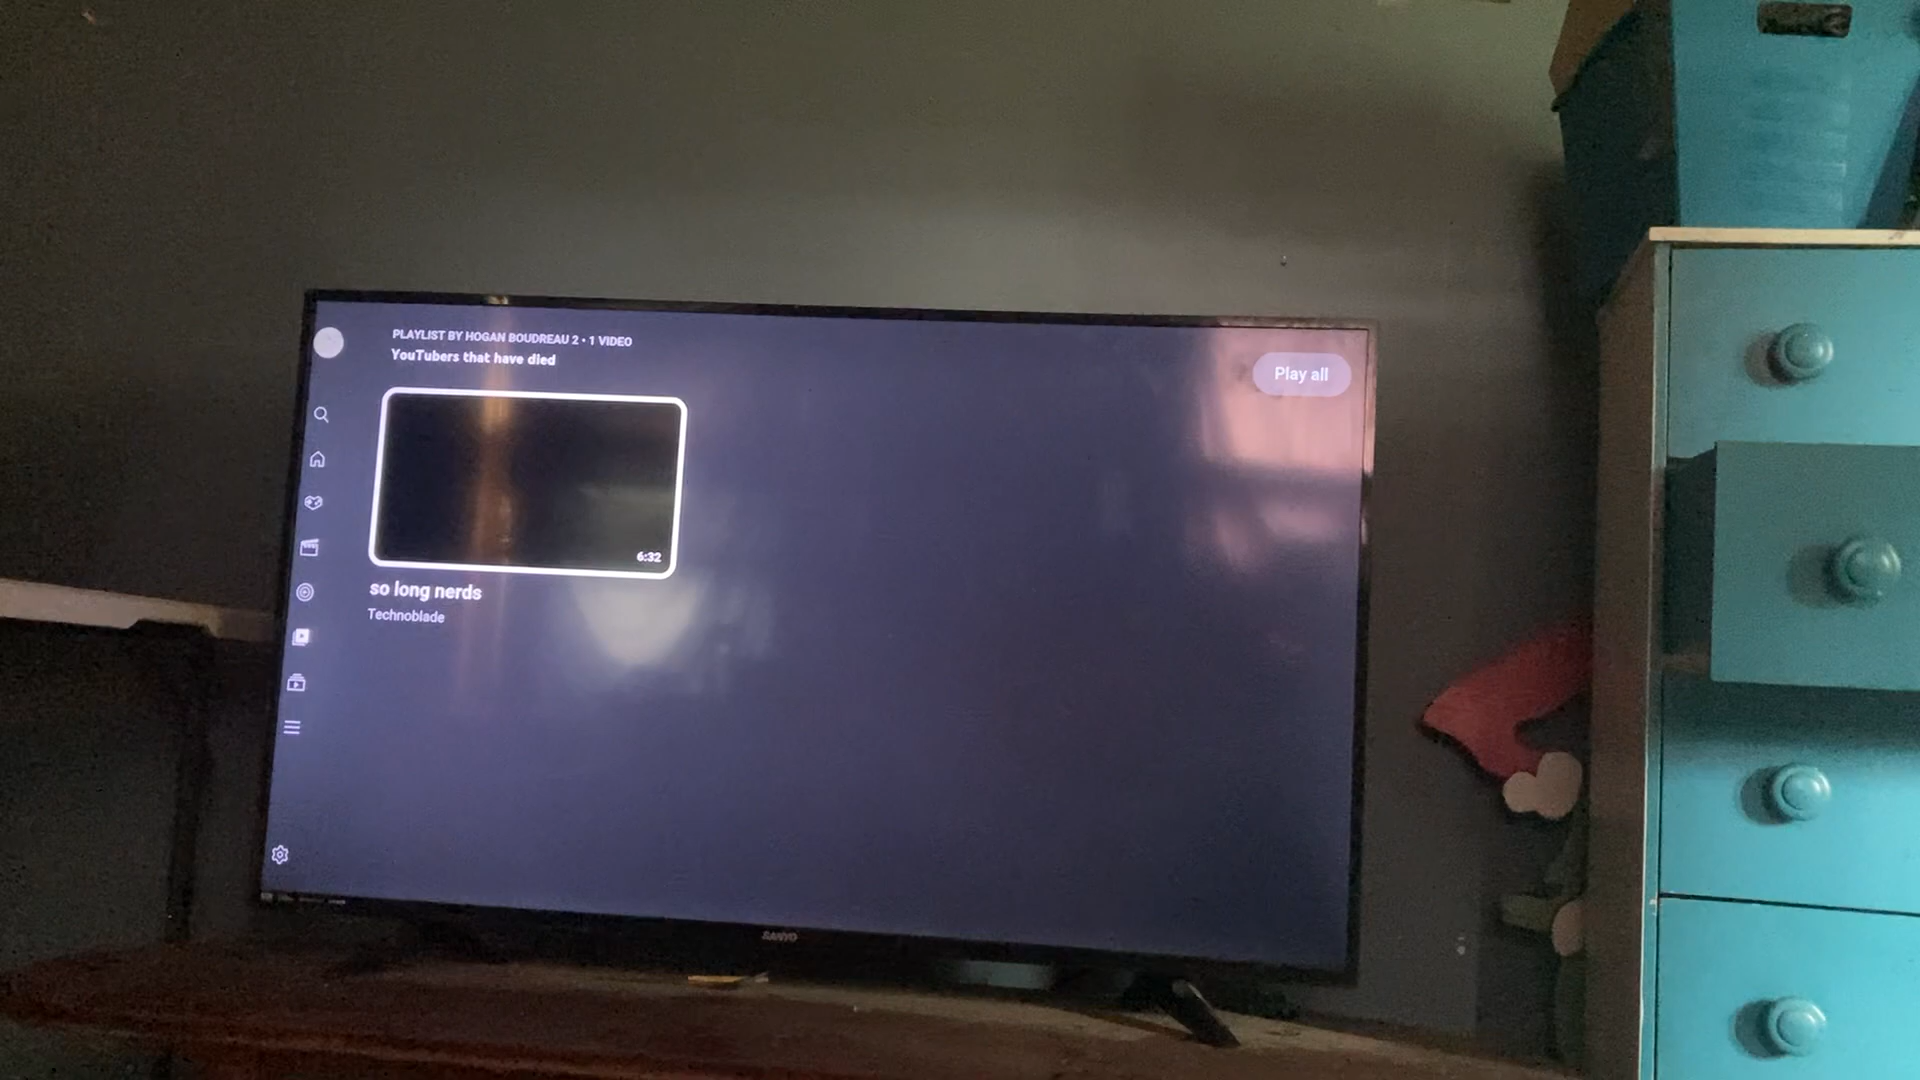 PLAYLIST BY HOGAN BOUDREAU 2 • 1 VIDEO
YouTubers that have died
Play all
6:32
so long nerds
Technoblade
SANYO